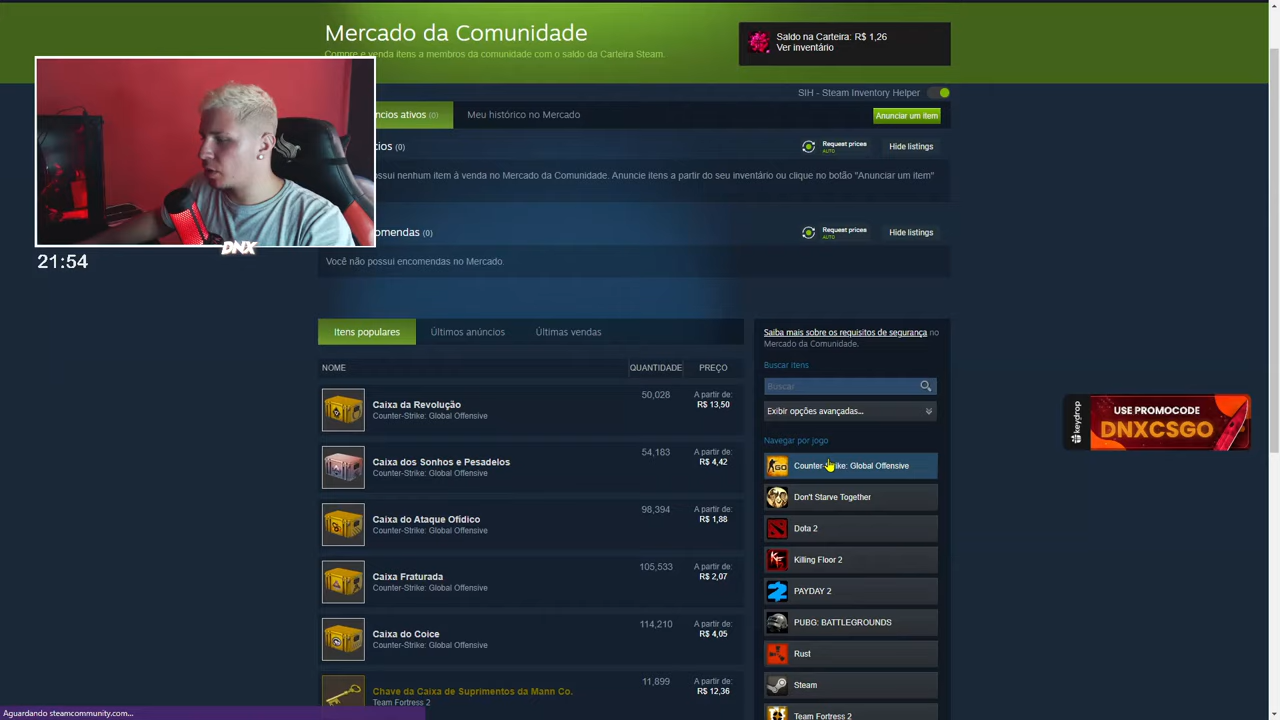 Mercado da Comunidade
Compre e venda itens a membros da comunidade com o saldo da Carteira Steam.
Saldo na Carteira: R$ 1,26
Ver inventário
SIH - Steam Inventory Helper
ativos (0)
Meu histórico no Mercado
Anunciar um item
(0)
Request prices
AUTO
Hide listings
nenhum item à venda no Mercado da Comunidade. Anuncie itens a partir do seu inventário ou clique no botão "Anunciar um item"
(0)
Request prices
AUTO
Hide listings
DNX
21:54
Você não possui encomendas no Mercado.
Itens populares
Últimos anúncios
Últimas vendas
NOME
QUANTIDADE
PREÇO
Caixa da Revolução
Counter-Strike: Global Offensive
50,028
A partir de:
R$ 13,50
Caixa dos Sonhos e Pesadelos
Counter-Strike: Global Offensive
54,183
A partir de:
R$ 4,42
Caixa do Ataque Ofídico
Counter-Strike: Global Offensive
98,394
A partir de:
R$ 1,88
Caixa Fraturada
Counter-Strike: Global Offensive
105,533
A partir de:
R$ 2,07
Caixa do Coice
Counter-Strike: Global Offensive
114,210
A partir de:
R$ 4,05
Chave da Caixa de Suprimentos da Mann Co.
Team Fortress 2
11,899
A partir de:
R$ 12,36
Saiba mais sobre os requisitos de segurança no
Mercado da Comunidade.
Buscar itens
Buscar
Exibir opções avançadas...
Navegar por jogo
Counter-Strike: Global Offensive
Don't Starve Together
Dota 2
Killing Floor 2
PAYDAY 2
PUBG: BATTLEGROUNDS
Rust
Steam
Team Fortress 2
keydrop
USE PROMOCODE
DNXCSGO
Aguardando steamcommunity.com...